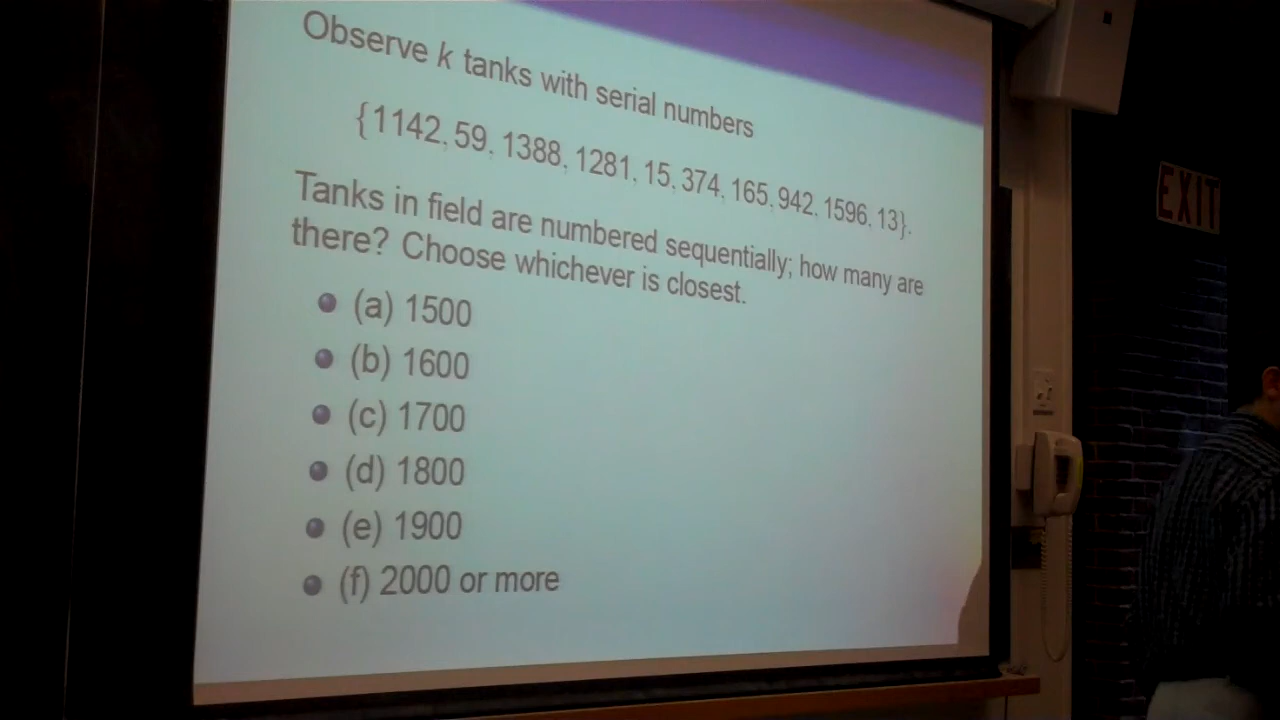 Observe k tanks with serial numbers
{1142, 59, 1388, 1281, 15, 374, 165, 942, 1596, 13}.
Tanks in field are numbered sequentially; how many are
there? Choose whichever is closest.
(a) 1500
(b) 1600
(c) 1700
(d) 1800
(e) 1900
(f) 2000 or more
EXIT